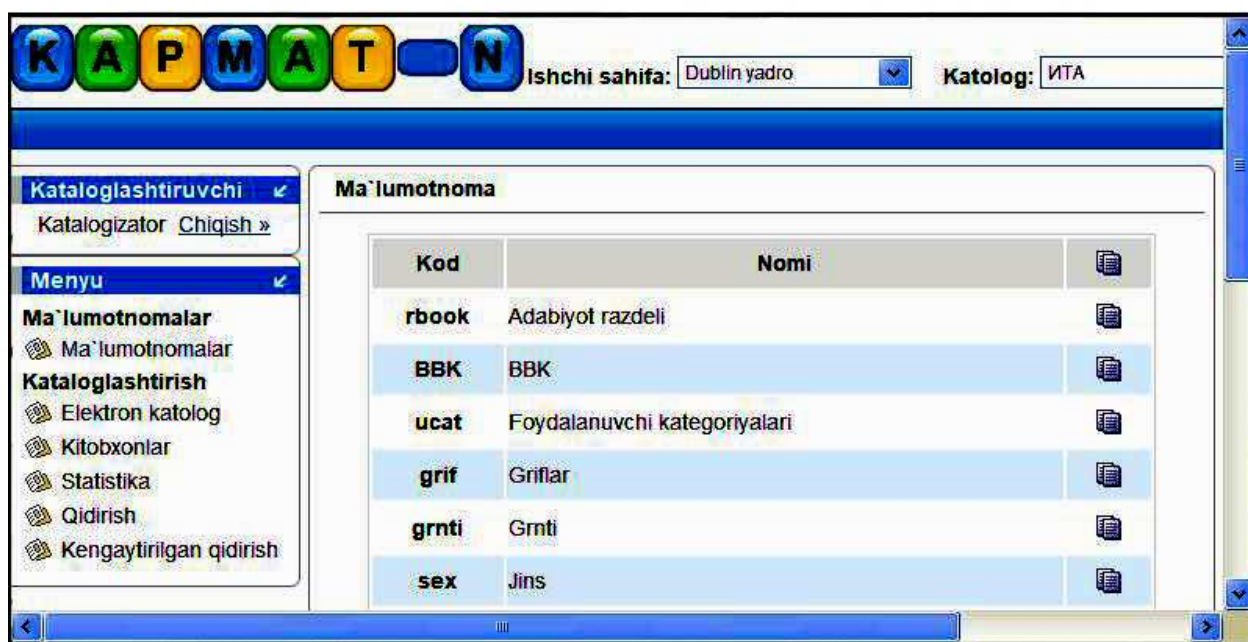 KAPMAT-N
Ishchi sahifa: Dublin yadro Katolog: ИТА
Kataloglashtiruvchi
Katalogizator Chiqish »
Menyu
Ma`lumotnomalar
Ma`lumotnomalar
Kataloglashtirish
Elektron katolog
Kitobxonlar
Statistika
Qidirish
Kengaytirilgan qidirish
Ma`lumotnoma
Kod Nomi
rbook Adabiyot razdeli
BBK BBK
ucat Foydalanuvchi kategoriyalari
grif Griflar
grnti Grnti
sex Jins